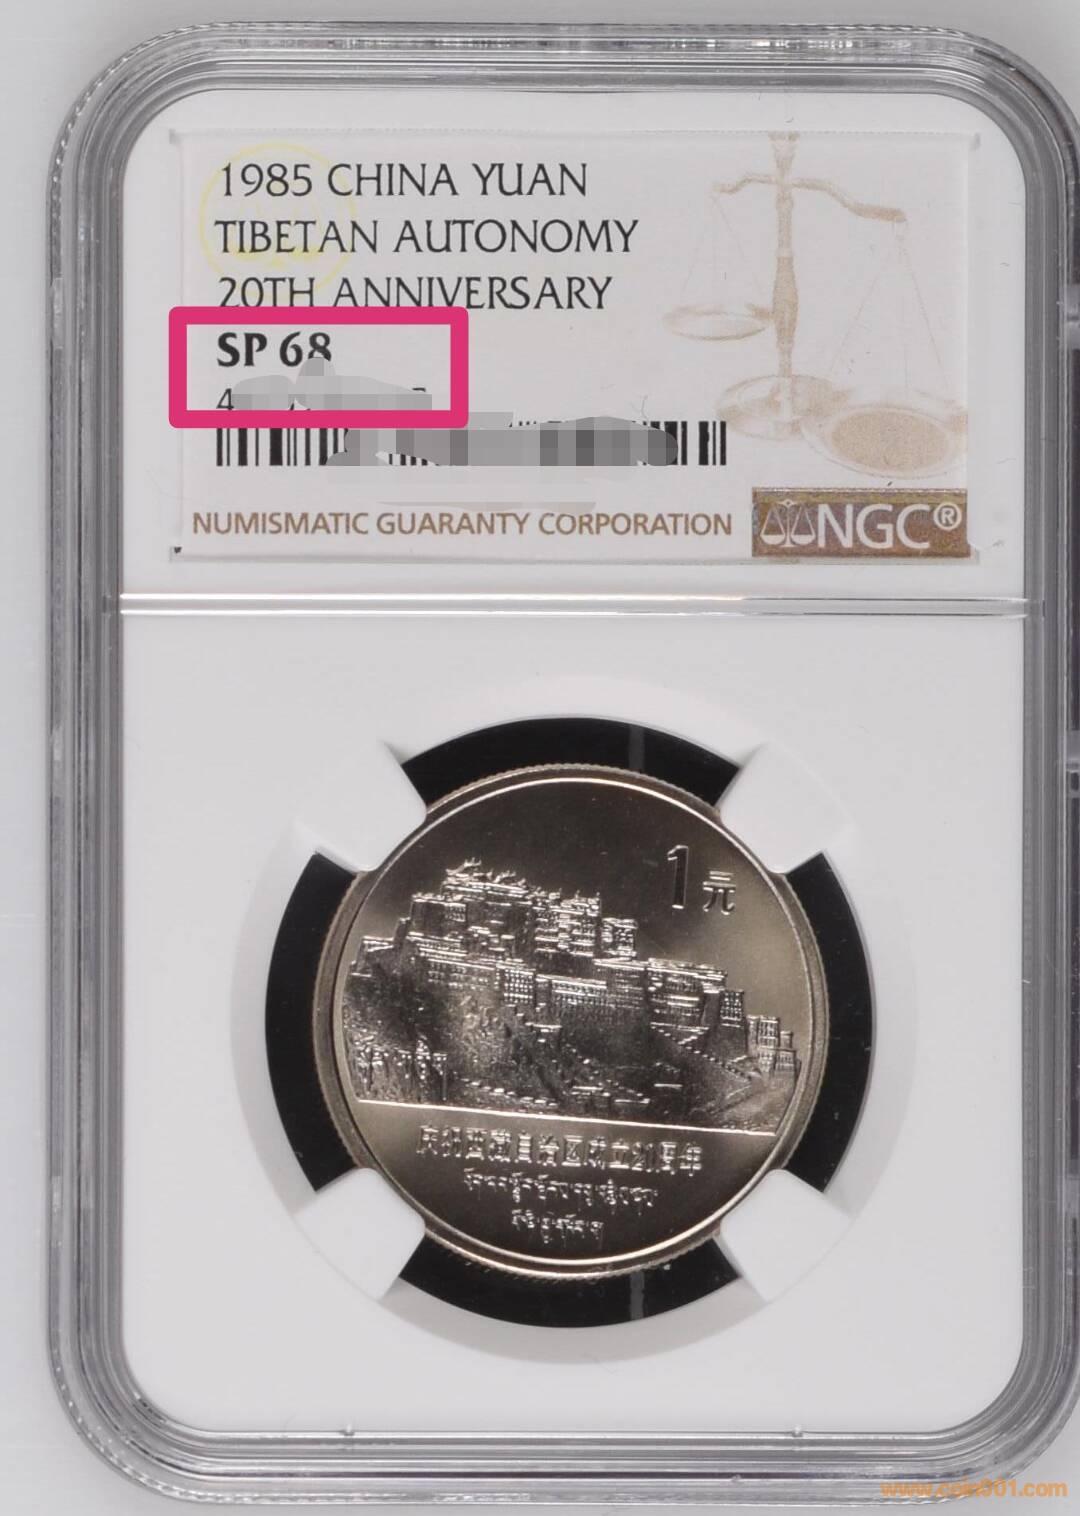 1985 CHINA YUAN
TIBETAN AUTONOMY
20TH ANNIVERSARY
SP 68
4
NUMISMATIC GUARANTY CORPORATION
NGC®
1元
庆祝西藏自治区成立20周年
www.coin001.com